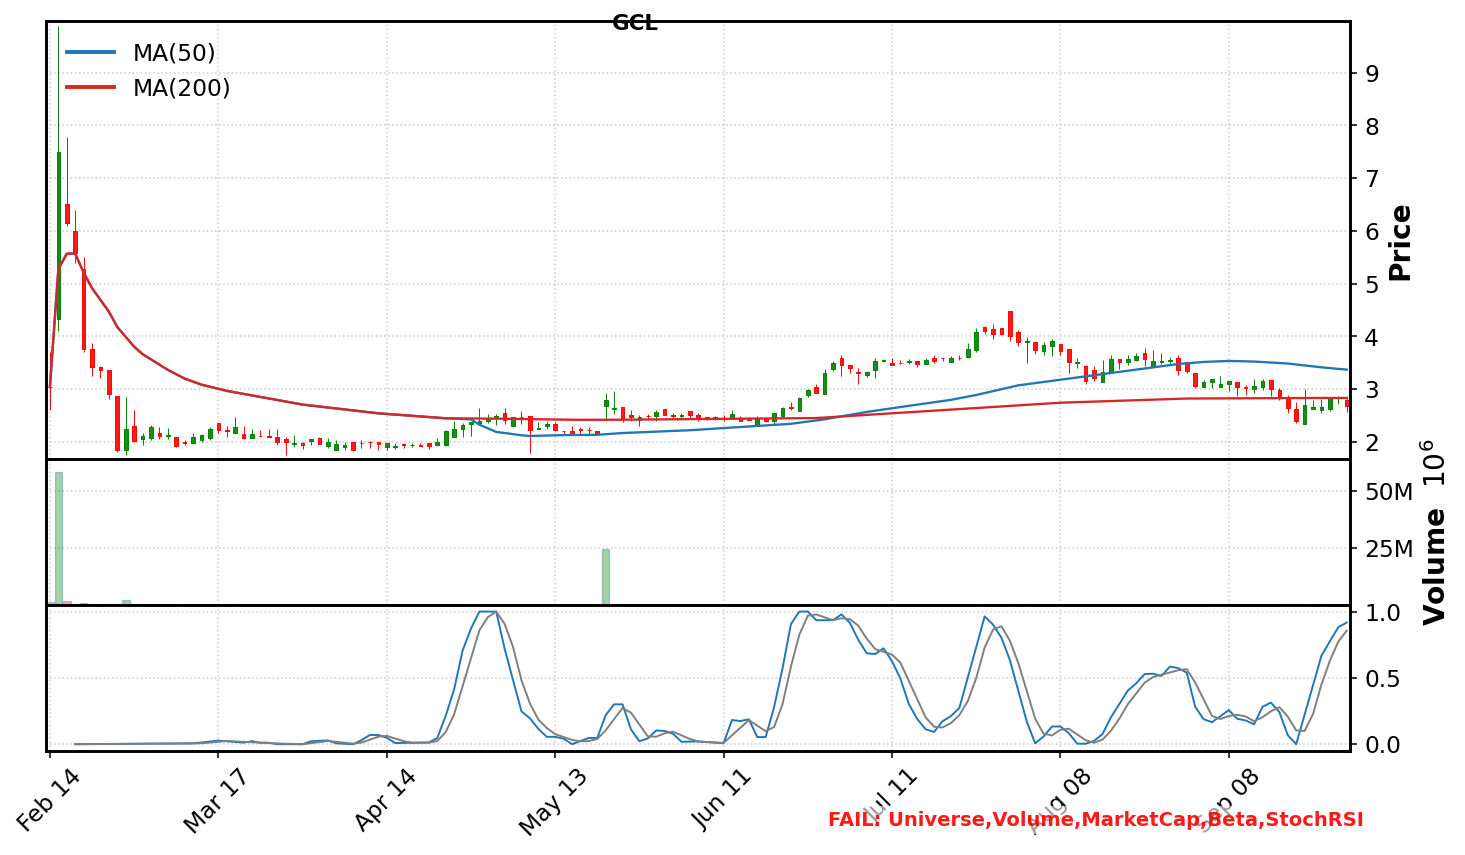 GCL
MA(50)
MA(200)
9
8
7
6
5
4
3
2
Price
50M
25M
Volume 10^6
1.0
0.5
0.0
Feb 14
Mar 17
Apr 14
May 13
Jun 11
Jul 11
Aug 08
Sep 08
FAIL: Universe,Volume,MarketCap,Beta,StochRSI